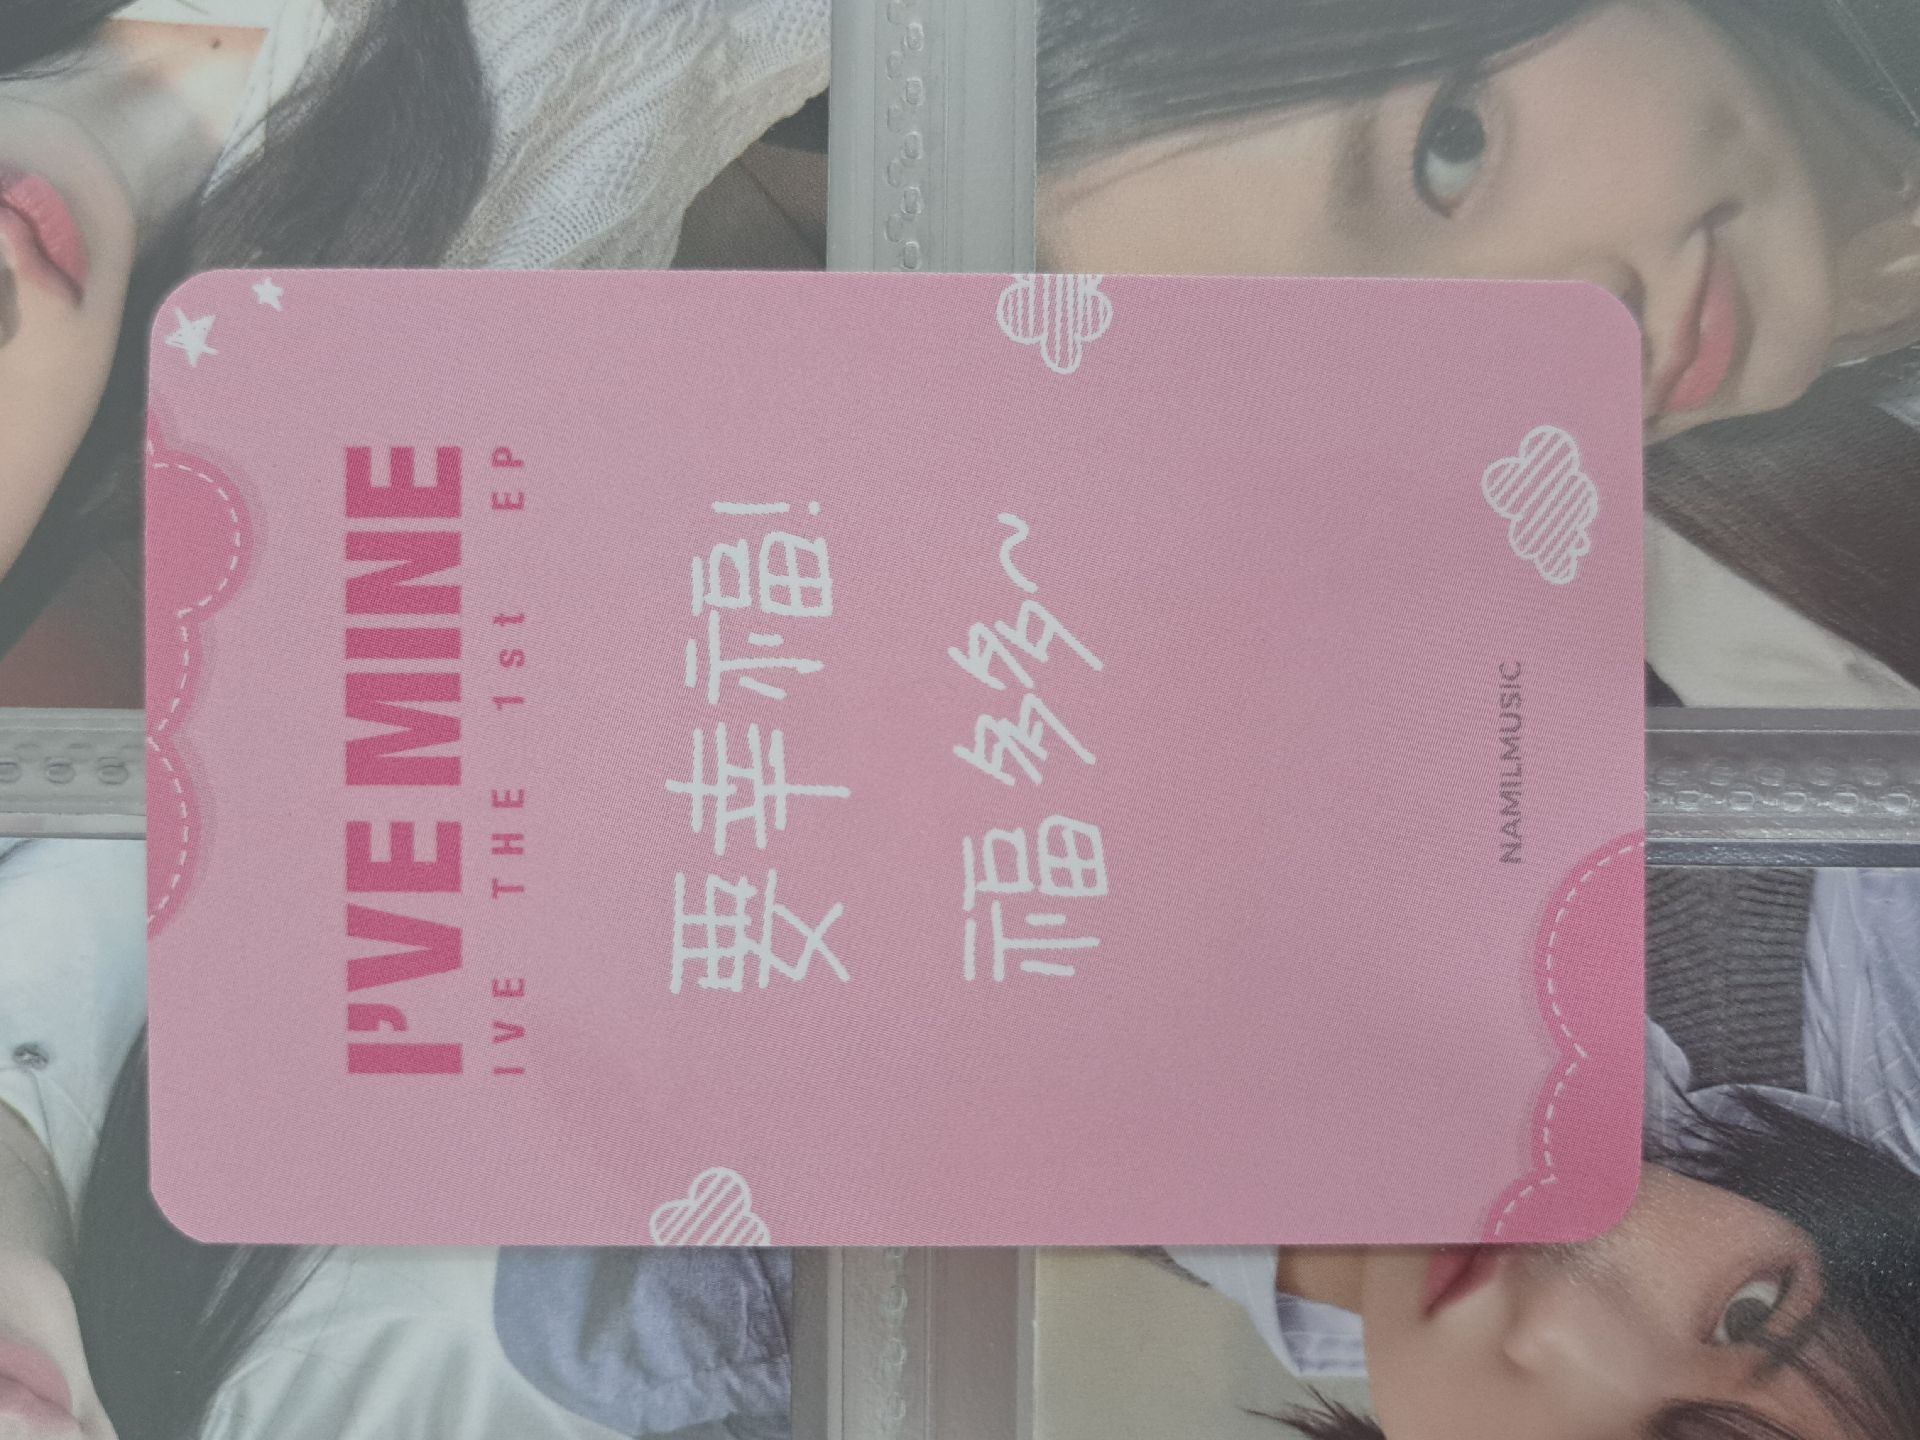 I'VE MINE
IVE THE 1st EP
要幸福!
福多多~
NAMILMUSIC